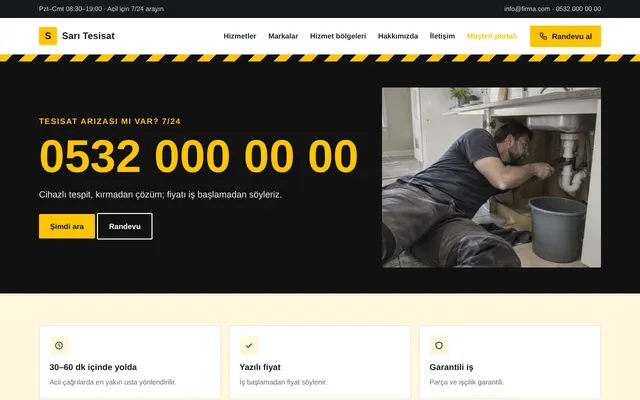 Pzt–Cmt 08:30–19:00 · Acil için 7/24 arayın
info@firma.com · 0532 000 00 00
S Sarı Tesisat
Hizmetler Markalar Hizmet bölgeleri Hakkımızda İletişim Müşteri portalı Randevu al
TESISAT ARIZASI MI VAR? 7/24
0532 000 00 00
Cihazlı tespit, kırmadan çözüm; fiyatı iş başlamadan söyleriz.
Şimdi ara Randevu
30–60 dk içinde yolda
Acil çağrılarda en yakın usta yönlendirilir.
Yazılı fiyat
İş başlamadan fiyat söylenir.
Garantili iş
Parça ve işçilik garantili.